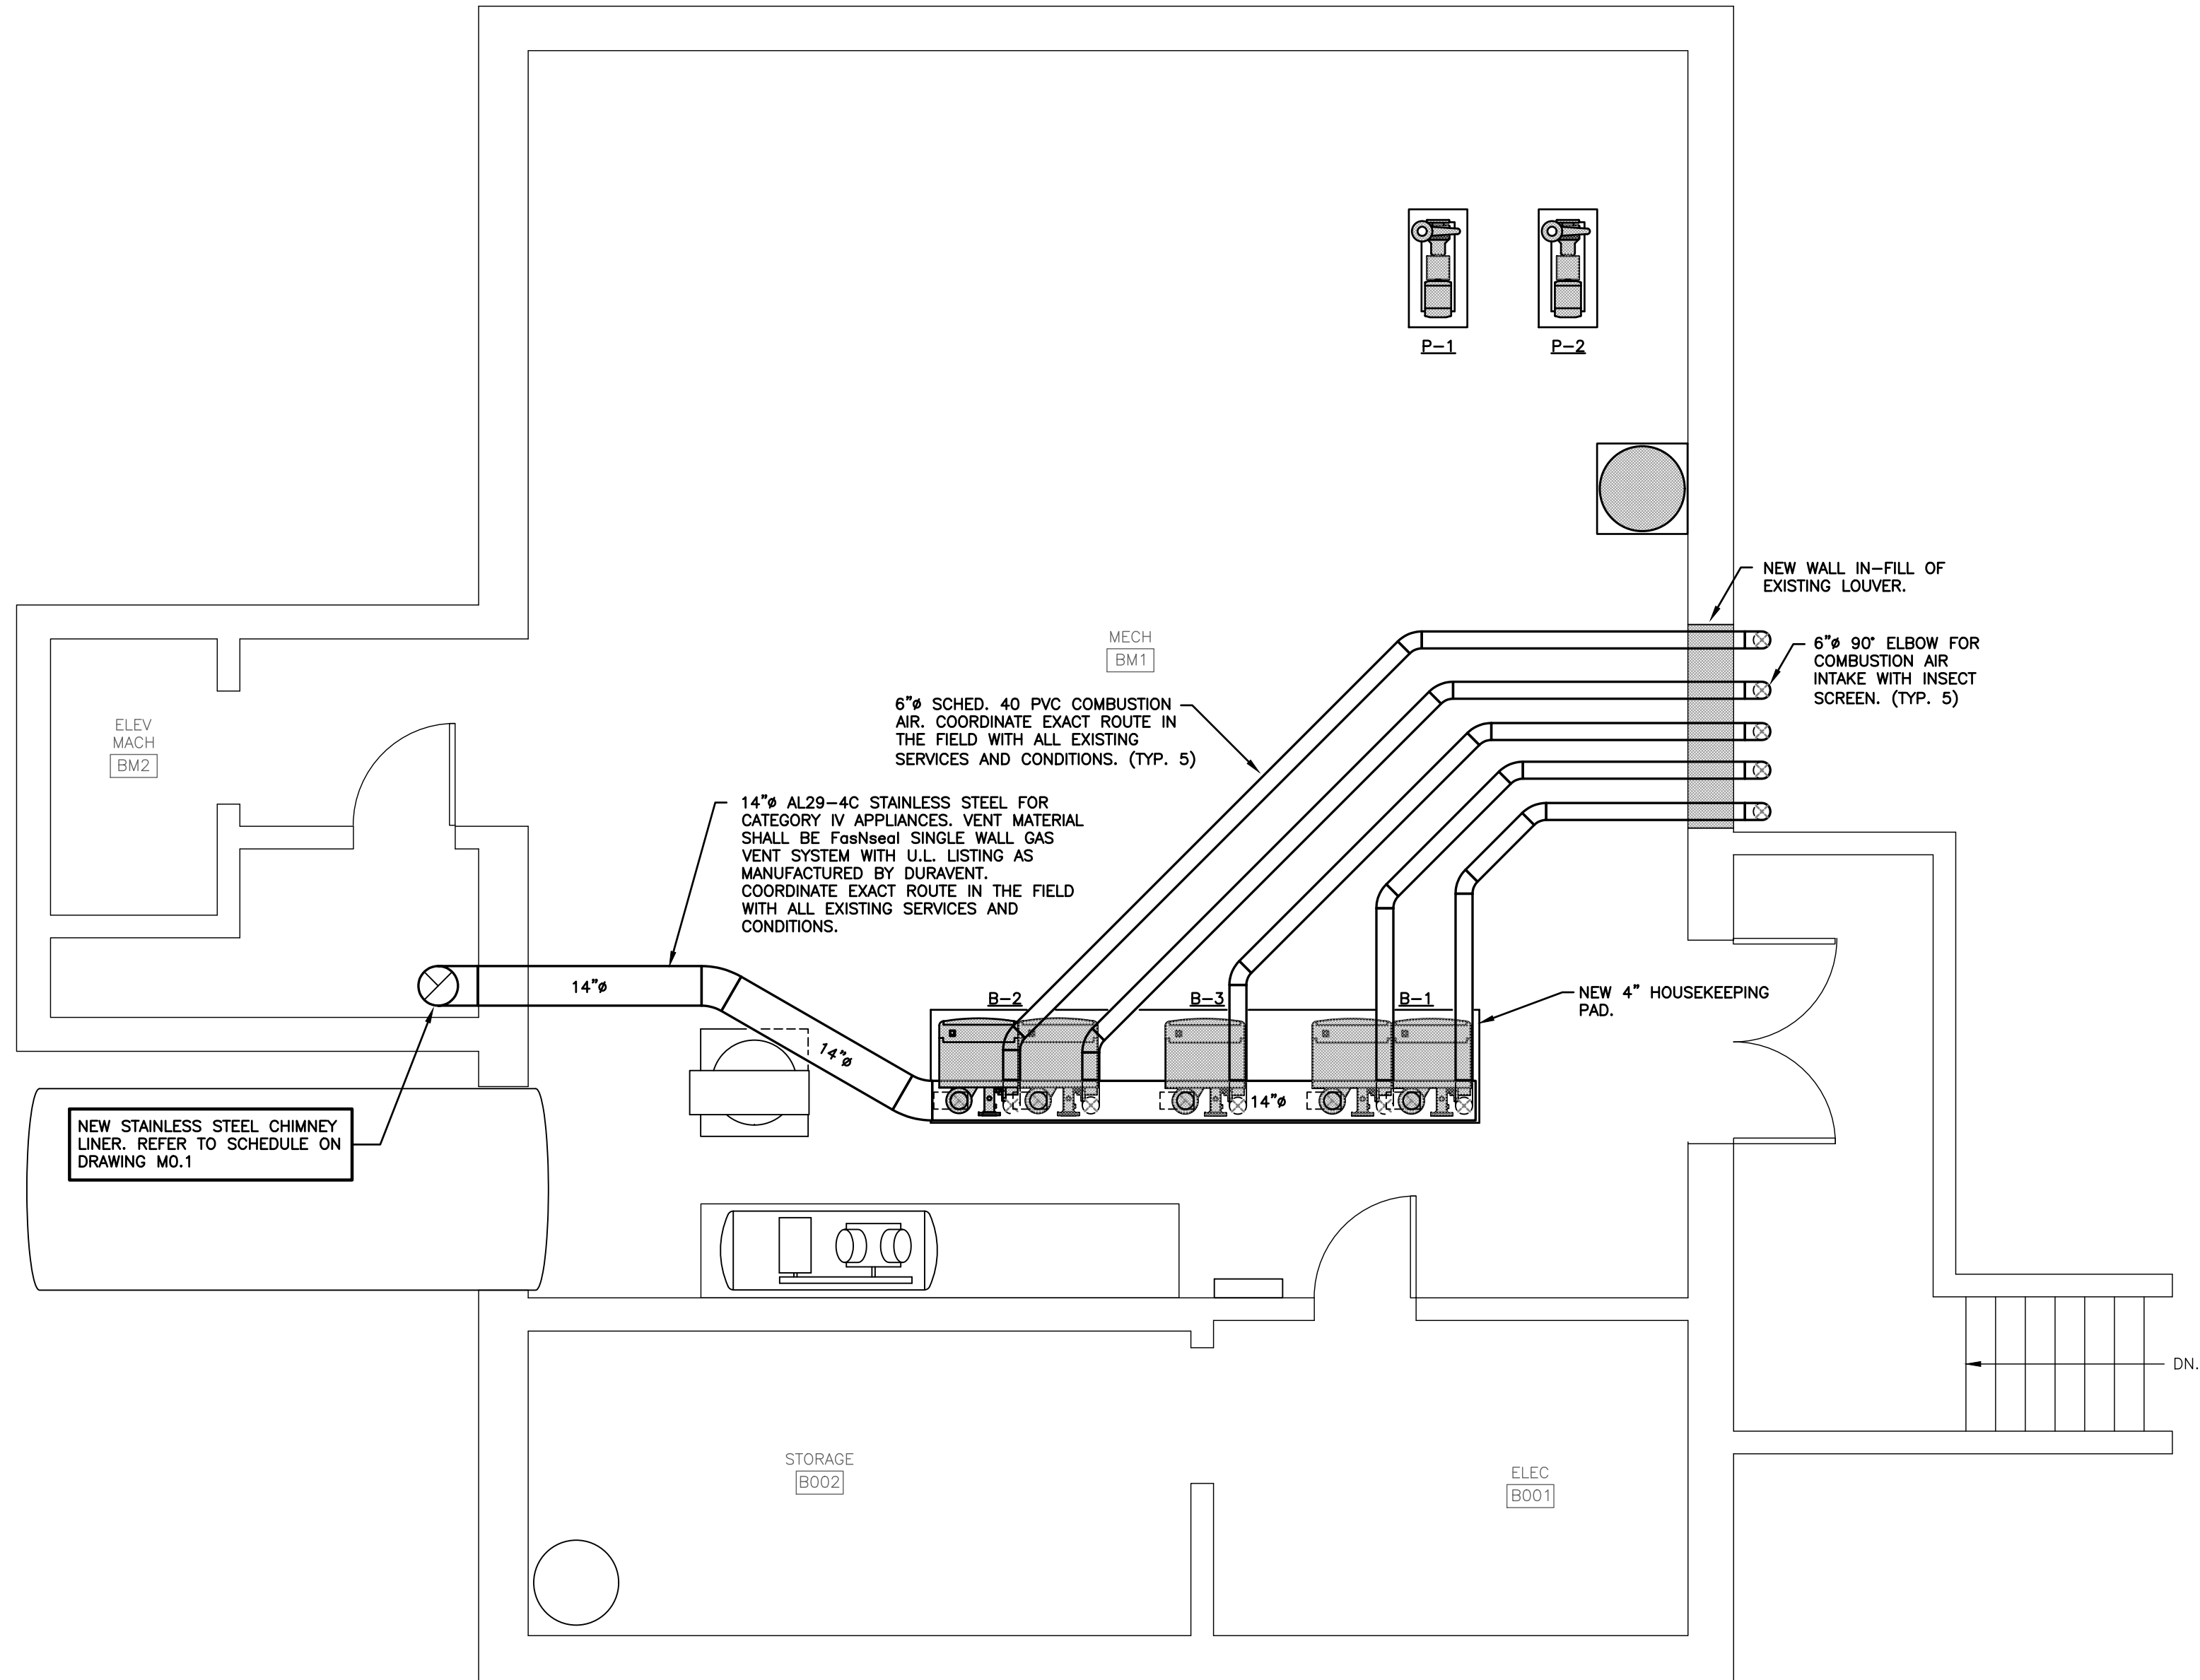 P-1
P-2
NEW WALL IN-FILL OF
EXISTING LOUVER.
MECH
BM1
6"ø 90° ELBOW FOR
COMBUSTION AIR
INTAKE WITH INSECT
SCREEN. (TYP. 5)
6"ø SCHED. 40 PVC COMBUSTION
AIR. COORDINATE EXACT ROUTE IN
THE FIELD WITH ALL EXISTING
SERVICES AND CONDITIONS. (TYP. 5)
ELEV
MACH
BM2
14"ø AL29-4C STAINLESS STEEL FOR
CATEGORY IV APPLIANCES. VENT MATERIAL
SHALL BE FasNseal SINGLE WALL GAS
VENT SYSTEM WITH U.L. LISTING AS
MANUFACTURED BY DURAVENT.
COORDINATE EXACT ROUTE IN THE FIELD
WITH ALL EXISTING SERVICES AND
CONDITIONS.
14"ø
B-2
B-3
B-1
NEW 4" HOUSEKEEPING
PAD.
14"ø
14"ø
NEW STAINLESS STEEL CHIMNEY
LINER. REFER TO SCHEDULE ON
DRAWING M0.1
DN.
STORAGE
B002
ELEC
B001